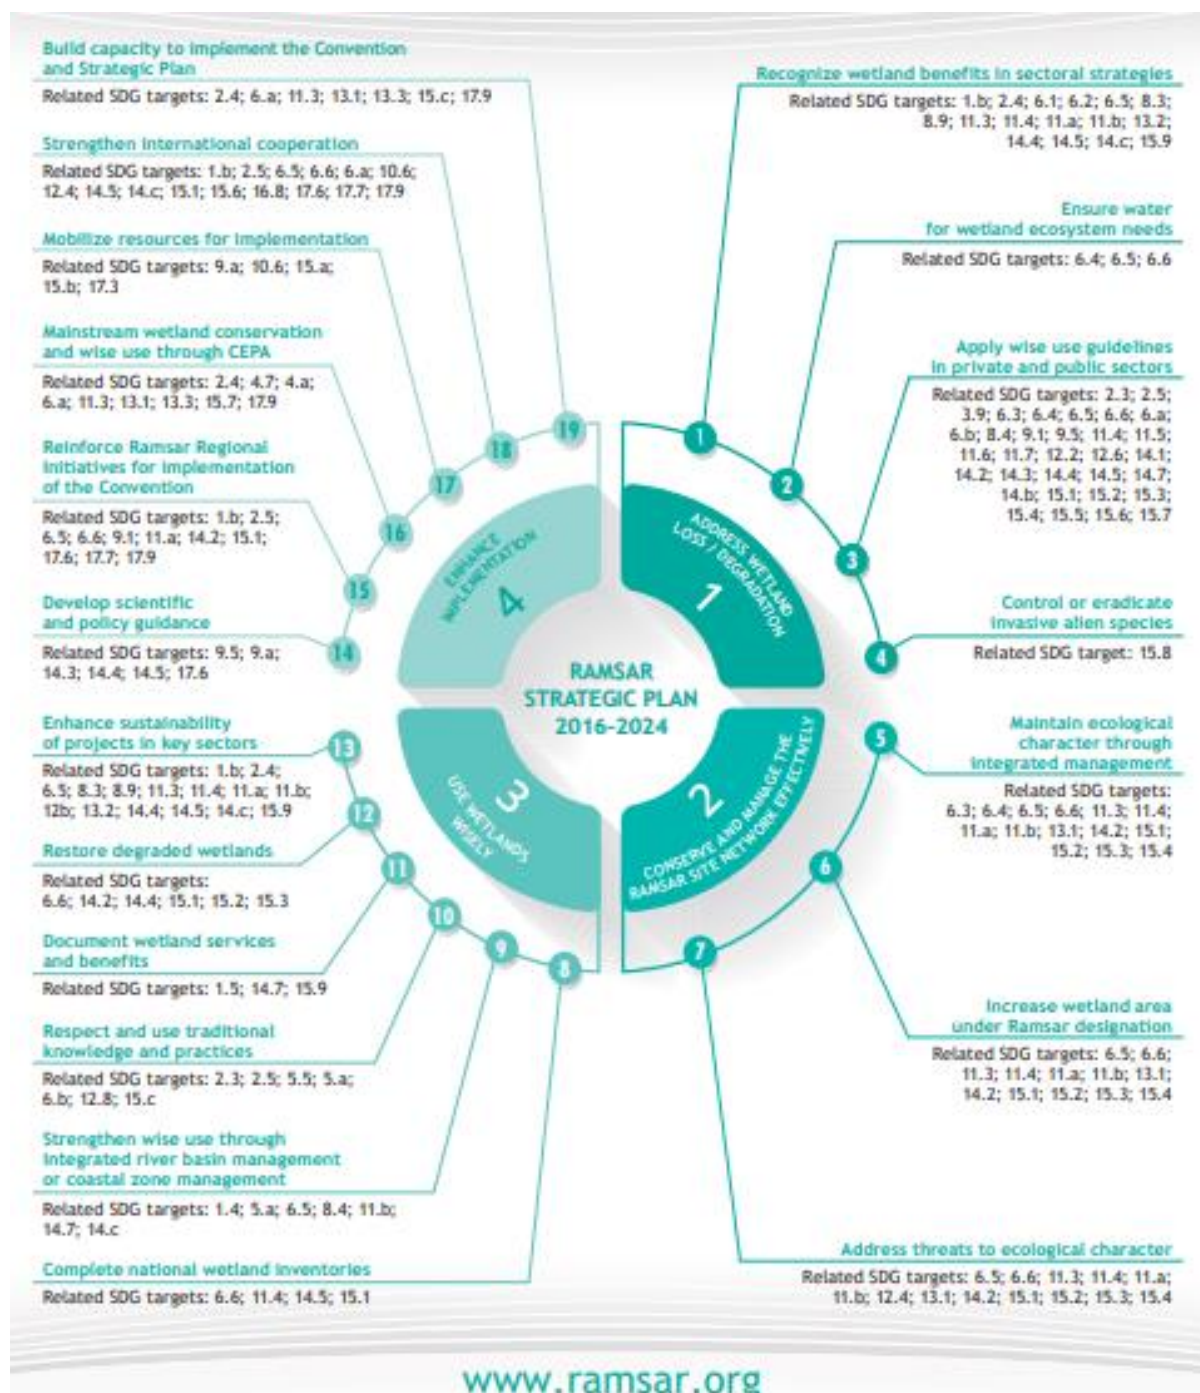 Build capacity to implement the Convention
and Strategic Plan
Related SDG targets: 2.4; 6.a; 11.3; 13.1; 13.3; 15.c; 17.9
Strengthen international cooperation
Related SDG targets: 1.b; 2.5; 6.5; 6.6; 6.a; 10.6;
12.4; 14.5; 14.c; 15.1; 15.6; 16.8; 17.6; 17.7; 17.9
Mobilize resources for implementation
Related SDG targets: 9.a; 10.6; 15.a;
15.b; 17.3
Mainstream wetland conservation
and wise use through CEPA
Related SDG targets: 2.4; 4.7; 4.a;
6.a; 11.3; 13.1; 13.3; 15.7; 17.9
Reinforce Ramsar Regional
Initiatives for implementation
of the Convention
Related SDG targets: 1.b; 2.5;
6.5; 6.6; 9.1; 11.a; 14.2; 15.1;
17.6; 17.7; 17.9
Develop scientific
and policy guidance
Related SDG targets: 9.5; 9.a;
14.3; 14.4; 14.5; 17.6
Enhance sustainability
of projects in key sectors
Related SDG targets: 1.b; 2.4;
6.5; 8.3; 8.9; 11.3; 11.4; 11.a; 11.b;
12b; 13.2; 14.4; 14.5; 14.c; 15.9
Restore degraded wetlands
Related SDG targets:
6.6; 14.2; 14.4; 15.1; 15.2; 15.3
Document wetland services
and benefits
Related SDG targets: 1.5; 14.7; 15.9
Respect and use traditional
knowledge and practices
Related SDG targets: 2.3; 2.5; 5.5; 5.a;
6.b; 12.8; 15.c
Strengthen wise use through
integrated river basin management
or coastal zone management
Related SDG targets: 1.4; 5.a; 6.5; 8.4; 11.b;
14.7; 14.c
Complete national wetland inventories
Related SDG targets: 6.6; 11.4; 14.5; 15.1
19
18
17
16
15
14
13
12
11
10
9
8
ENHANCE
IMPLEMENTATION
4
ADDRESS WETLAND
LOSS / DEGRADATION
1
RAMSAR
STRATEGIC PLAN
2016-2024
3
USE WETLANDS
WISELY
2
CONSERVE AND MANAGE THE
RAMSAR SITE NETWORK EFFECTIVELY
1
2
3
4
5
6
7
Recognize wetland benefits in sectoral strategies
Related SDG targets: 1.b; 2.4; 6.1; 6.2; 6.5; 8.3;
8.9; 11.3; 11.4; 11.a; 11.b; 13.2;
14.4; 14.5; 14.c; 15.9
Ensure water
for wetland ecosystem needs
Related SDG targets: 6.4; 6.5; 6.6
Apply wise use guidelines
in private and public sectors
Related SDG targets: 2.3; 2.5;
3.9; 6.3; 6.4; 6.5; 6.6; 6.a;
6.b; 8.4; 9.1; 9.5; 11.4; 11.5;
11.6; 11.7; 12.2; 12.6; 14.1;
14.2; 14.3; 14.4; 14.5; 14.7;
14.b; 15.1; 15.2; 15.3;
15.4; 15.5; 15.6; 15.7
Control or eradicate
invasive alien species
Related SDG target: 15.8
Maintain ecological
character through
integrated management
Related SDG targets:
6.3; 6.4; 6.5; 6.6; 11.3; 11.4;
11.a; 11.b; 13.1; 14.2; 15.1;
15.2; 15.3; 15.4
Increase wetland area
under Ramsar designation
Related SDG targets: 6.5; 6.6;
11.3; 11.4; 11.a; 11.b; 13.1;
14.2; 15.1; 15.2; 15.3; 15.4
Address threats to ecological character
Related SDG targets: 6.5; 6.6; 11.3; 11.4; 11.a;
11.b; 12.4; 13.1; 14.2; 15.1; 15.2; 15.3; 15.4
www.ramsar.org